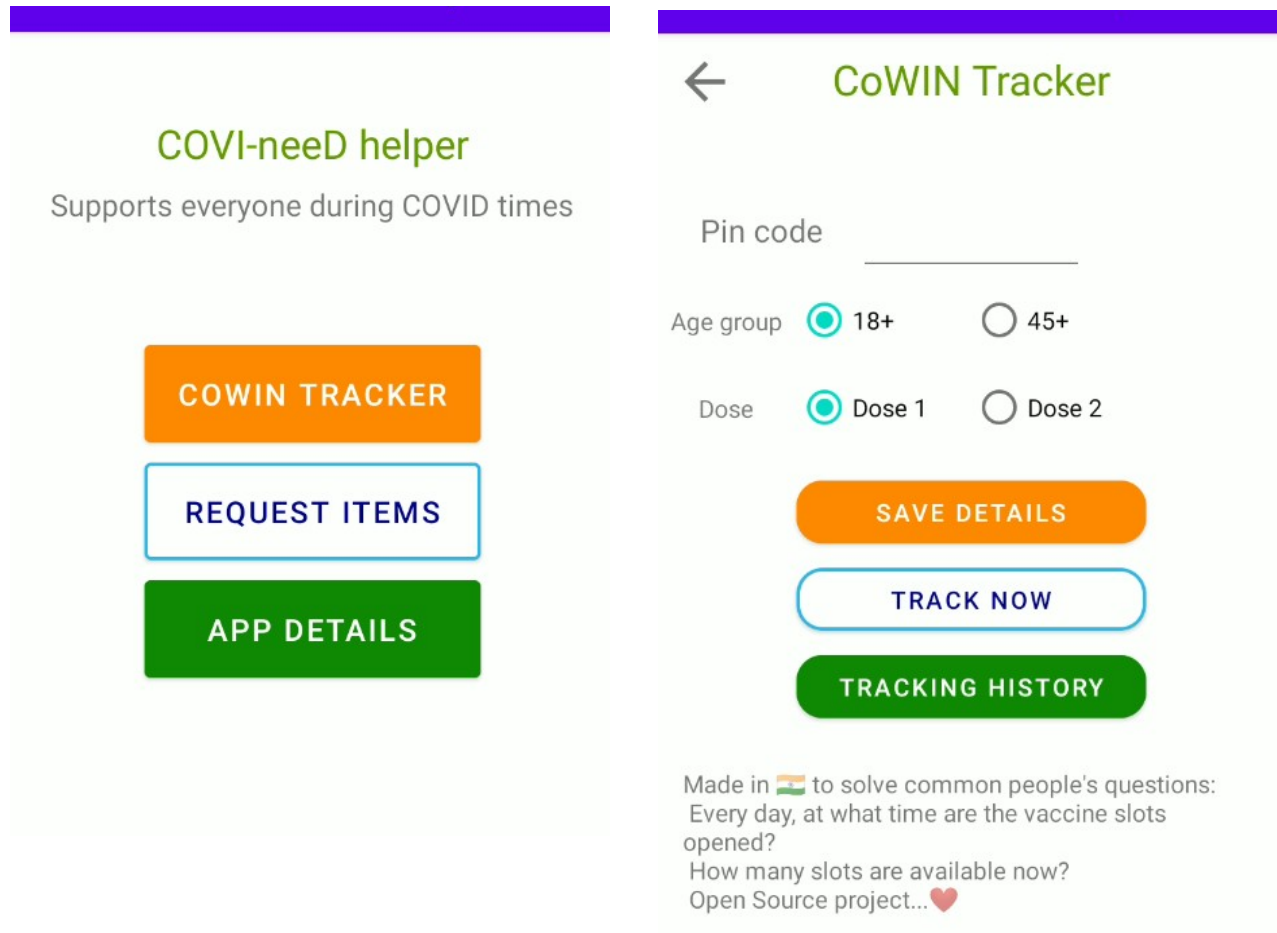 COVI-neeD helper
Supports everyone during COVID times
COWIN TRACKER
REQUEST ITEMS
APP DETAILS
CoWIN Tracker
Pin code
Age group 18+ 45+
Dose Dose 1 Dose 2
SAVE DETAILS
TRACK NOW
TRACKING HISTORY
Made in 🇮🇳 to solve common people's questions:
Every day, at what time are the vaccine slots
opened?
How many slots are available now?
Open Source project...❤️